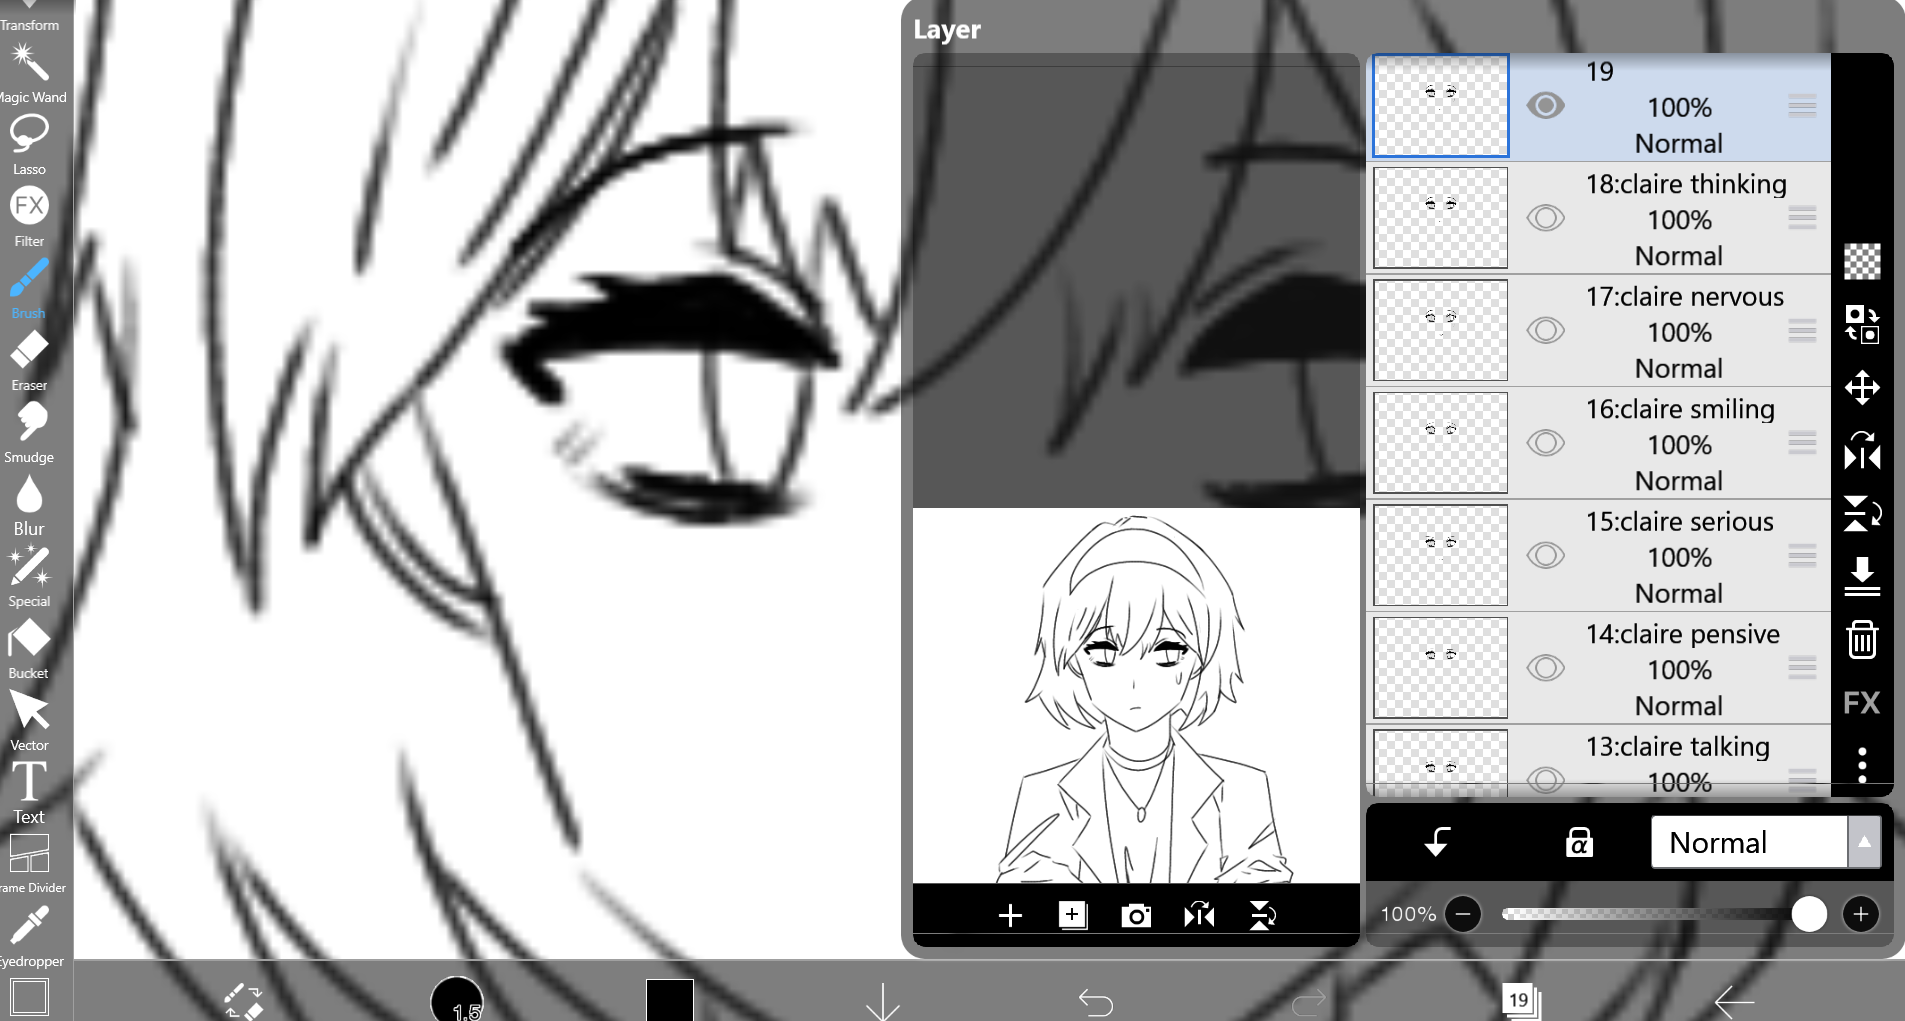 Transform
Magic Wand
Lasso
FX
Filter
Brush
Eraser
Smudge
Blur
Special
Bucket
Vector
T
Text
rame Divider
Eyedropper
1.5
Layer
19
100%
Normal
18:claire thinking
100%
Normal
17:claire nervous
100%
Normal
16:claire smiling
100%
Normal
15:claire serious
100%
Normal
14:claire pensive
100%
Normal
13:claire talking
100%
FX
α
Normal
100%
19